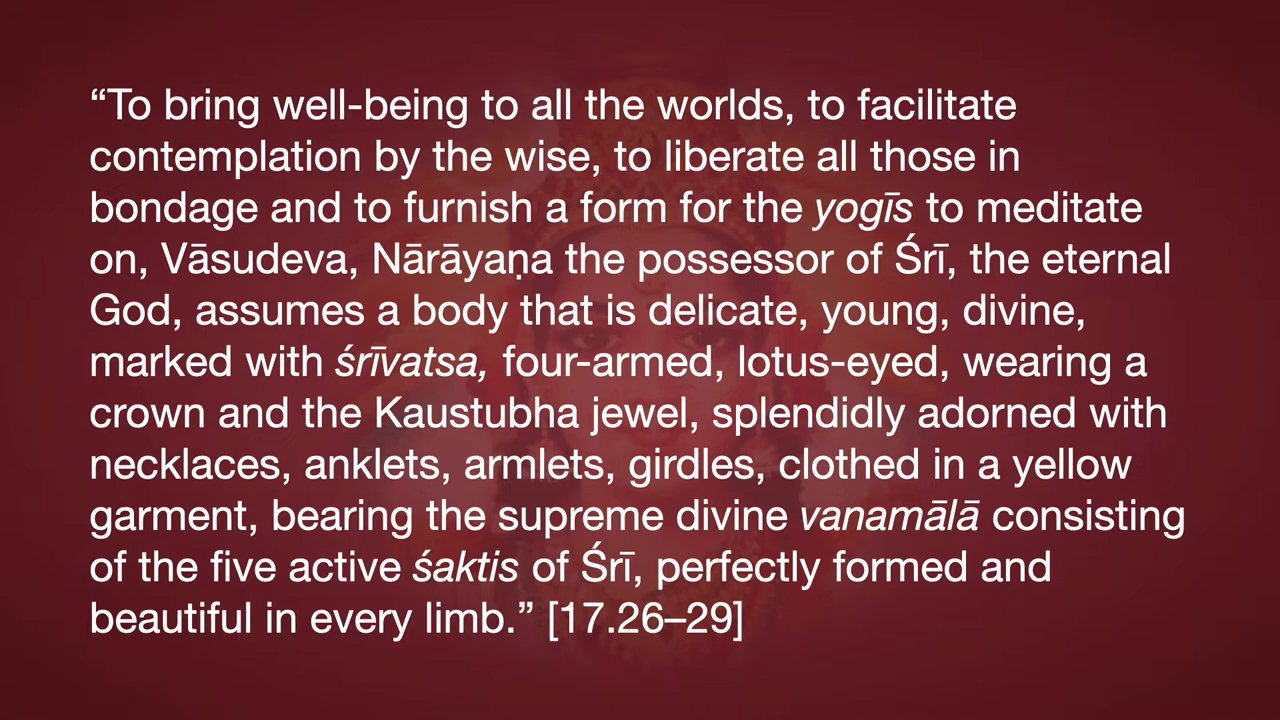 “To bring well-being to all the worlds, to facilitate
contemplation by the wise, to liberate all those in
bondage and to furnish a form for the yogīs to meditate
on, Vāsudeva, Nārāyaṇa the possessor of Śrī, the eternal
God, assumes a body that is delicate, young, divine,
marked with śrīvatsa, four-armed, lotus-eyed, wearing a
crown and the Kaustubha jewel, splendidly adorned with
necklaces, anklets, armlets, girdles, clothed in a yellow
garment, bearing the supreme divine vanamālā consisting
of the five active śaktis of Śrī, perfectly formed and
beautiful in every limb.” [17.26–29]